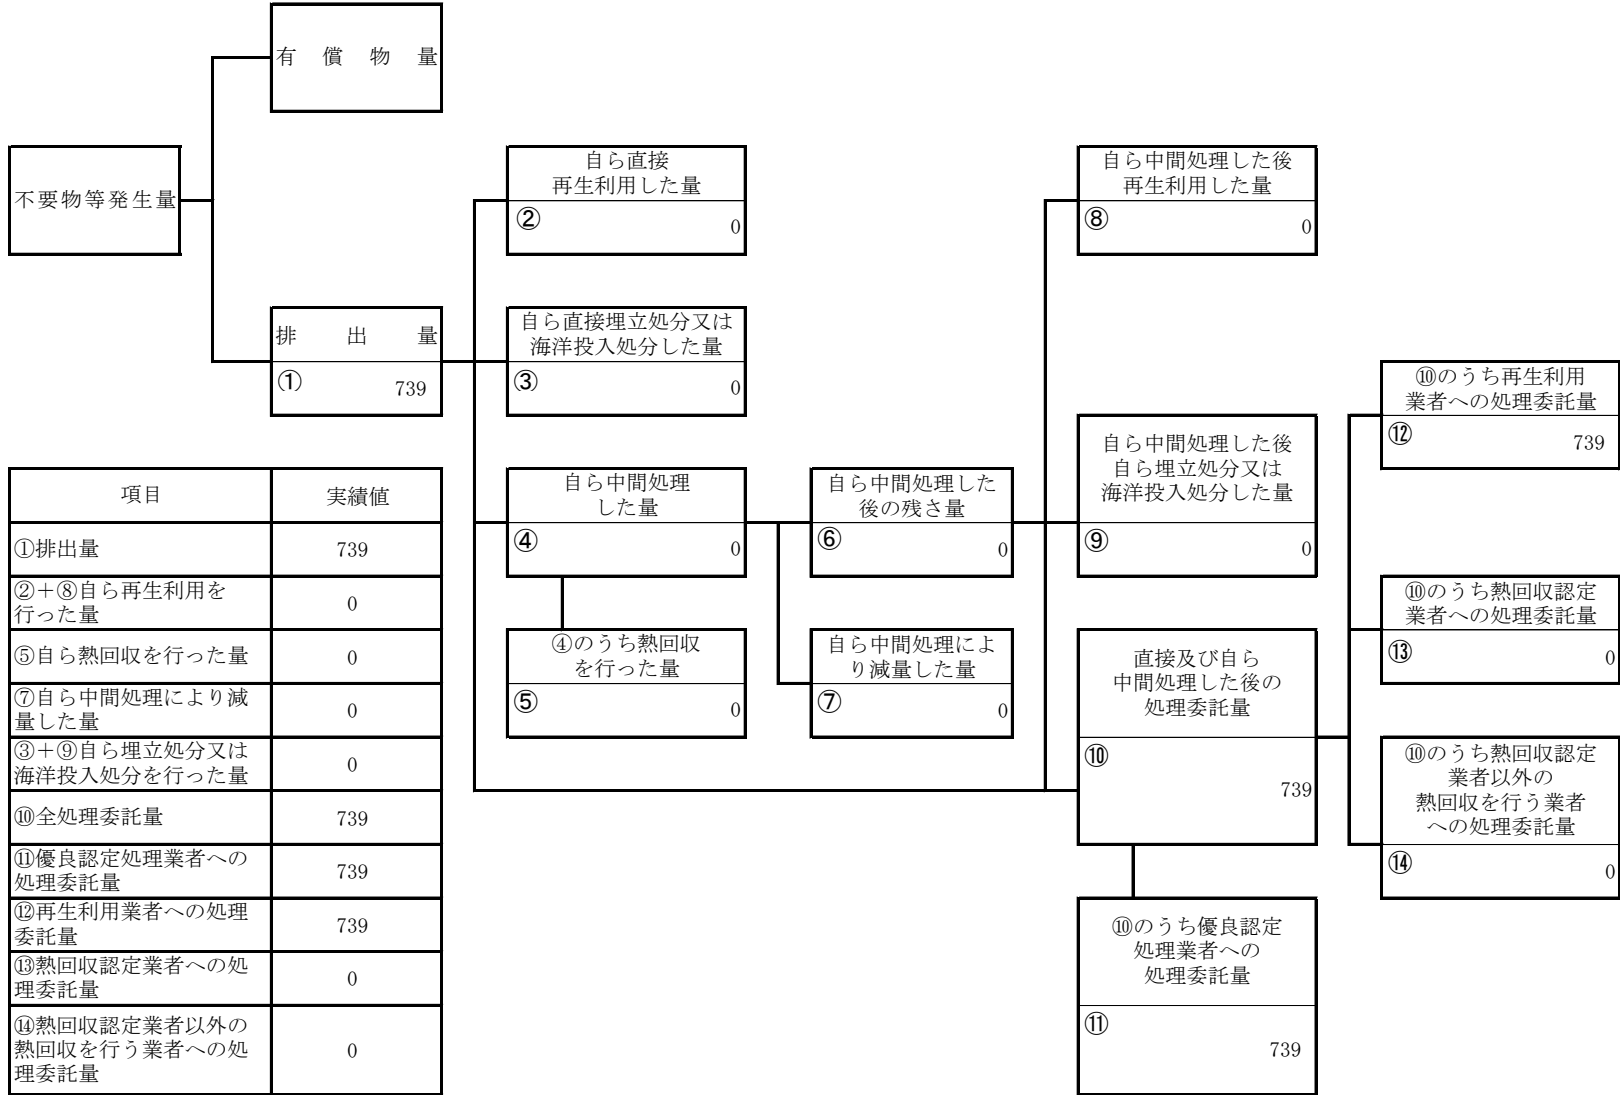 有償物量
不要物等発生量
排出量
① 739
自ら直接
再生利用した量
② 0
自ら直接埋立処分又は
海洋投入処分した量
③ 0
自ら中間処理
した量
④ 0
④のうち熱回収
を行った量
⑤ 0
自ら中間処理した
後の残さ量
⑥ 0
自ら中間処理によ
り減量した量
⑦ 0
自ら中間処理した後
再生利用した量
⑧ 0
自ら中間処理した後
自ら埋立処分又は
海洋投入処分した量
⑨ 0
直接及び自ら
中間処理した後の
処理委託量
⑩
739
⑩のうち優良認定
処理業者への
処理委託量
⑪
739
⑩のうち再生利用
業者への処理委託量
⑫ 739
⑩のうち熱回収認定
業者への処理委託量
⑬ 0
⑩のうち熱回収認定
業者以外の
熱回収を行う業者
への処理委託量
⑭ 0
項目 実績値
①排出量 739
②+⑧自ら再生利用を
行った量 0
⑤自ら熱回収を行った量 0
⑦自ら中間処理により減
量した量 0
③+⑨自ら埋立処分又は
海洋投入処分を行った量 0
⑩全処理委託量 739
⑪優良認定処理業者への
処理委託量 739
⑫再生利用業者への処理
委託量 739
⑬熱回収認定業者への処
理委託量 0
⑭熱回収認定業者以外の
熱回収を行う業者への処 0
理委託量